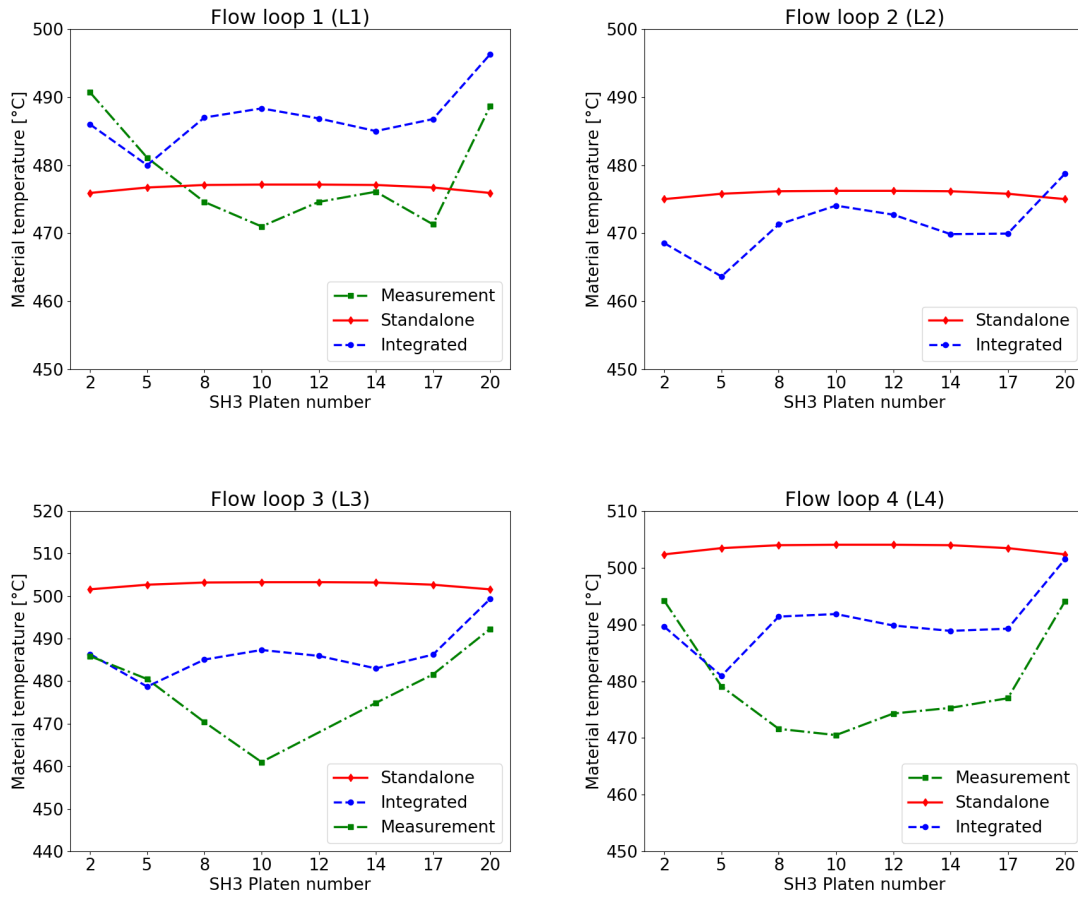 Flow loop 1 (L1)
Material temperature [°C]
500
490
480
470
460
450
2 5 8 10 12 14 17 20
SH3 Platen number
Measurement
Standalone
Integrated
Flow loop 2 (L2)
Material temperature [°C]
500
490
480
470
460
450
2 5 8 10 12 14 17 20
SH3 Platen number
Standalone
Integrated
Flow loop 3 (L3)
Material temperature [°C]
520
510
500
490
480
470
460
450
440
2 5 8 10 12 14 17 20
SH3 Platen number
Standalone
Integrated
Measurement
Flow loop 4 (L4)
Material temperature [°C]
510
500
490
480
470
460
450
2 5 8 10 12 14 17 20
SH3 Platen number
Measurement
Standalone
Integrated